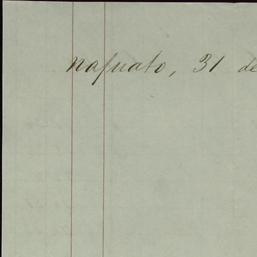 nafuato, 31 de